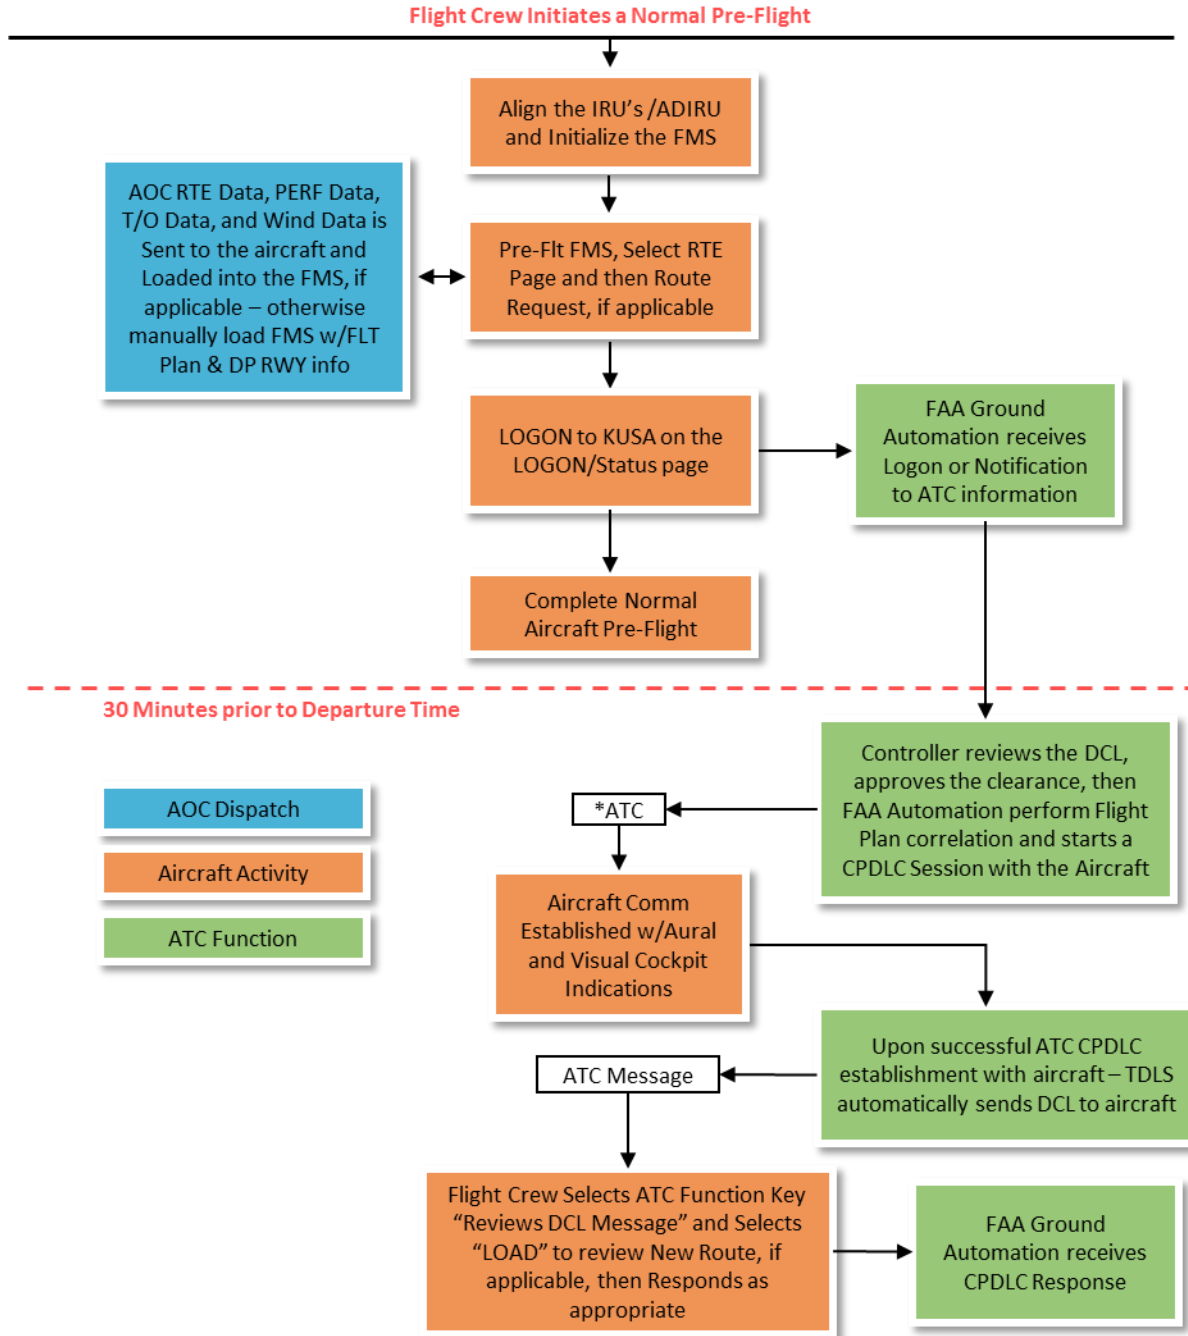 Flight Crew Initiates a Normal Pre-Flight
Align the IRU's /ADIRU
and Initialize the FMS
AOC RTE Data, PERF Data,
T/O Data, and Wind Data is
Sent to the aircraft and
Loaded into the FMS, if
applicable – otherwise
manually load FMS w/FLT
Plan & DP RWY info
Pre-Flt FMS, Select RTE
Page and then Route
Request, if applicable
LOGON to KUSA on the
LOGON/Status page
FAA Ground
Automation receives
Logon or Notification
to ATC information
Complete Normal
Aircraft Pre-Flight
30 Minutes prior to Departure Time
Controller reviews the DCL,
approves the clearance, then
FAA Automation perform Flight
Plan correlation and starts a
CPDLC Session with the Aircraft
*ATC
AOC Dispatch
Aircraft Activity
ATC Function
Aircraft Comm
Established w/Aural
and Visual Cockpit
Indications
Upon successful ATC CPDLC
establishment with aircraft – TDLS
automatically sends DCL to aircraft
ATC Message
Flight Crew Selects ATC Function Key
“Reviews DCL Message” and Selects
“LOAD” to review New Route, if
applicable, then Responds as
appropriate
FAA Ground
Automation receives
CPDLC Response